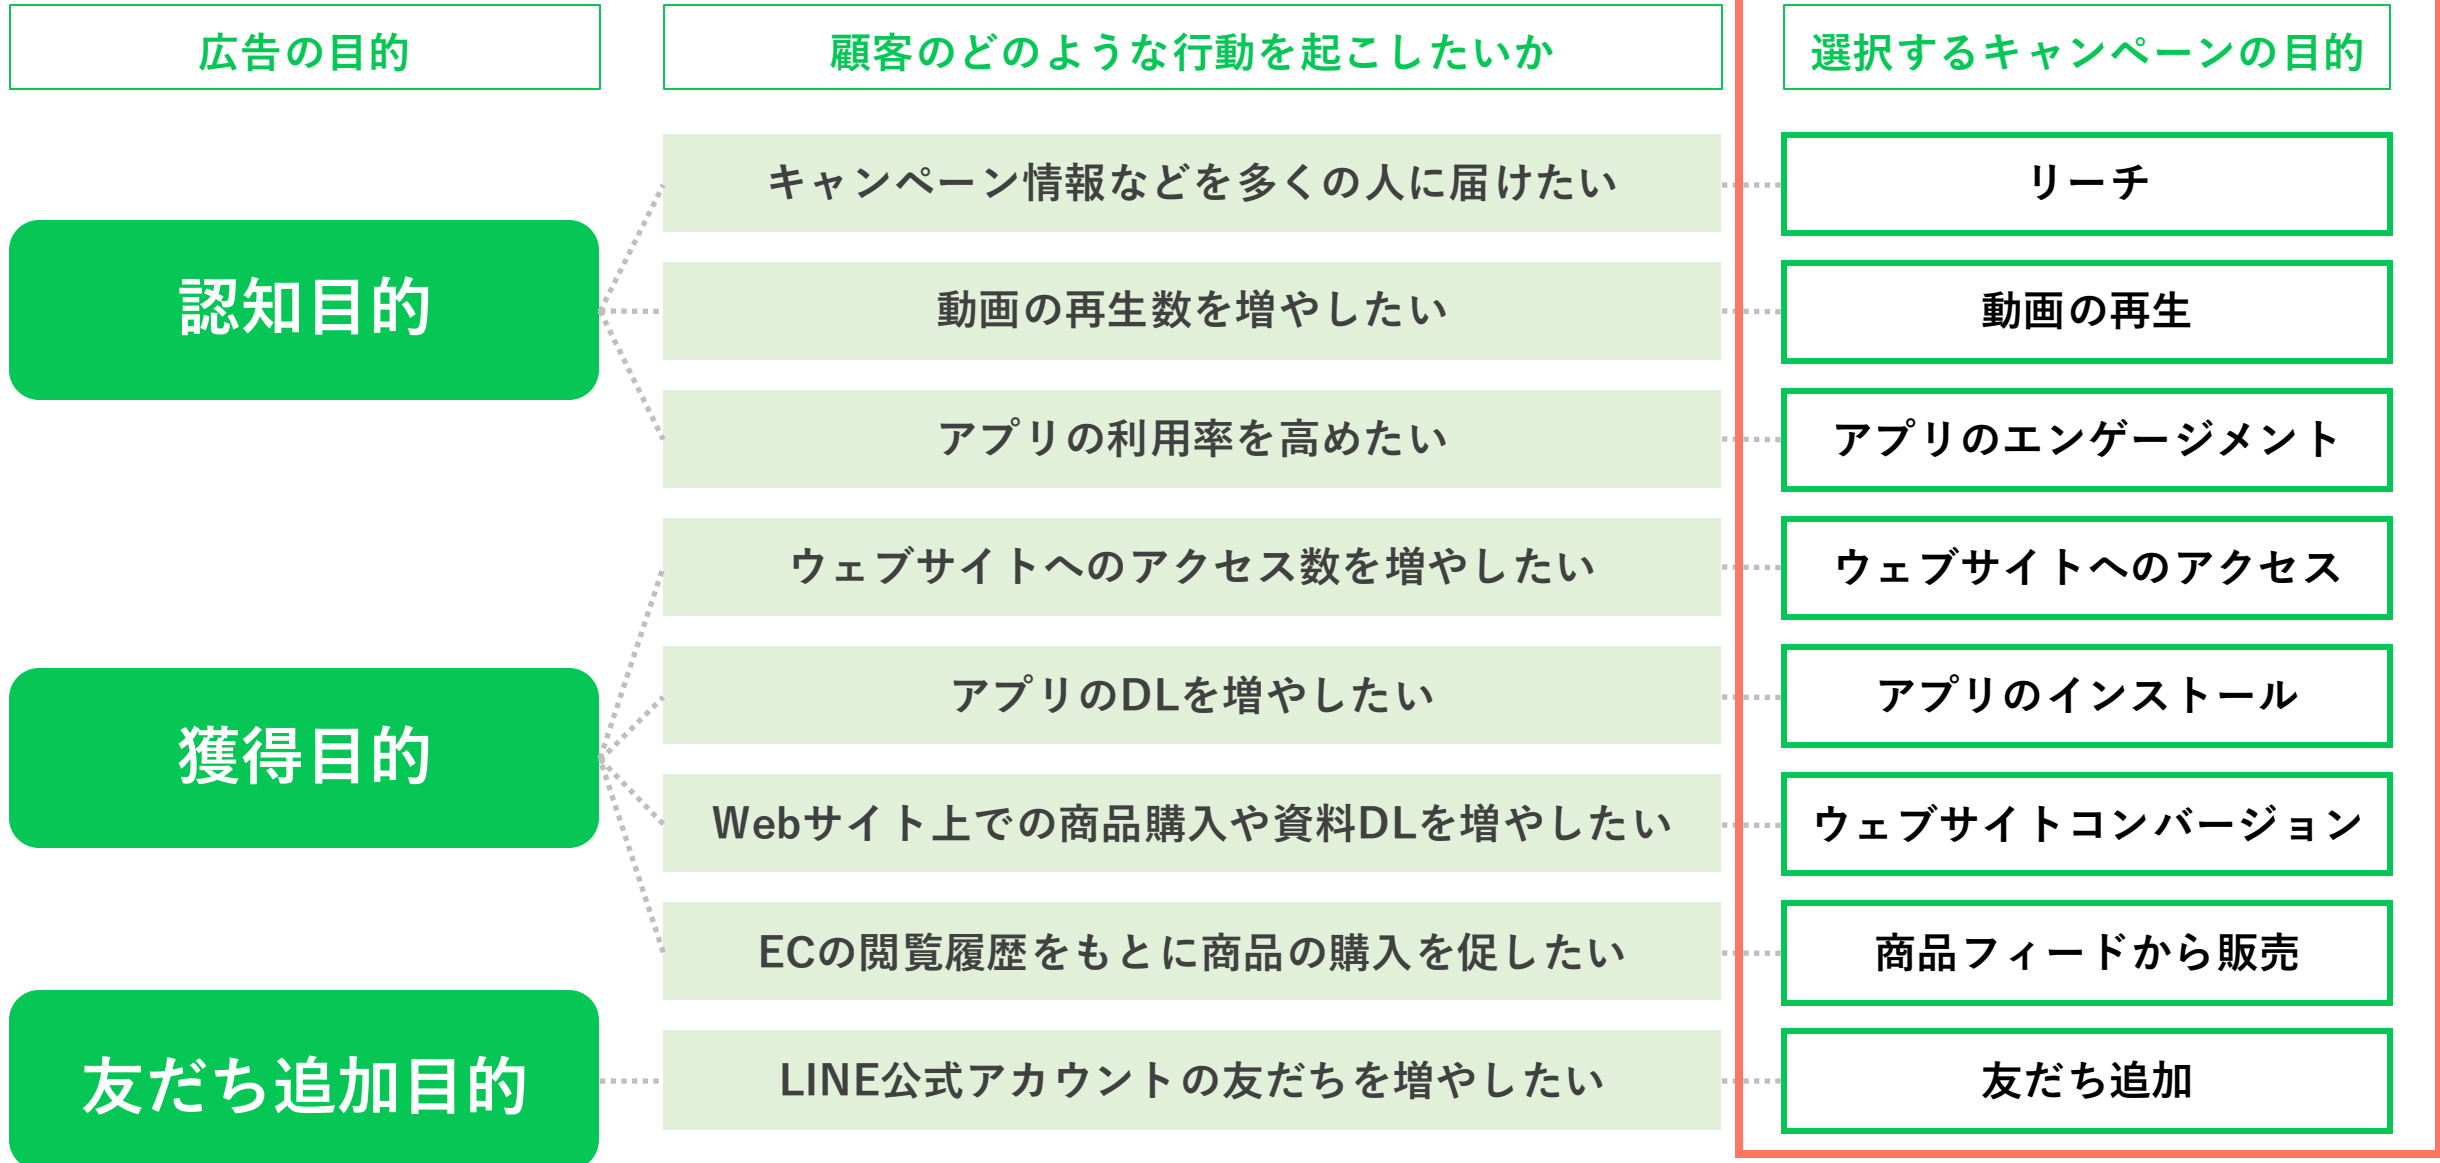 広告の目的
顧客のどのような行動を起こしたいか
選択するキャンペーンの目的
認知目的
キャンペーン情報などを多くの人に届けたい
リーチ
動画の再生数を増やしたい
動画の再生
アプリの利用率を高めたい
アプリのエンゲージメント
獲得目的
ウェブサイトへのアクセス数を増やしたい
ウェブサイトへのアクセス
アプリのDLを増やしたい
アプリのインストール
Webサイト上での商品購入や資料DLを増やしたい
ウェブサイトコンバージョン
ECの閲覧履歴をもとに商品の購入を促したい
商品フィードから販売
友だち追加目的
LINE公式アカウントの友だちを増やしたい
友だち追加